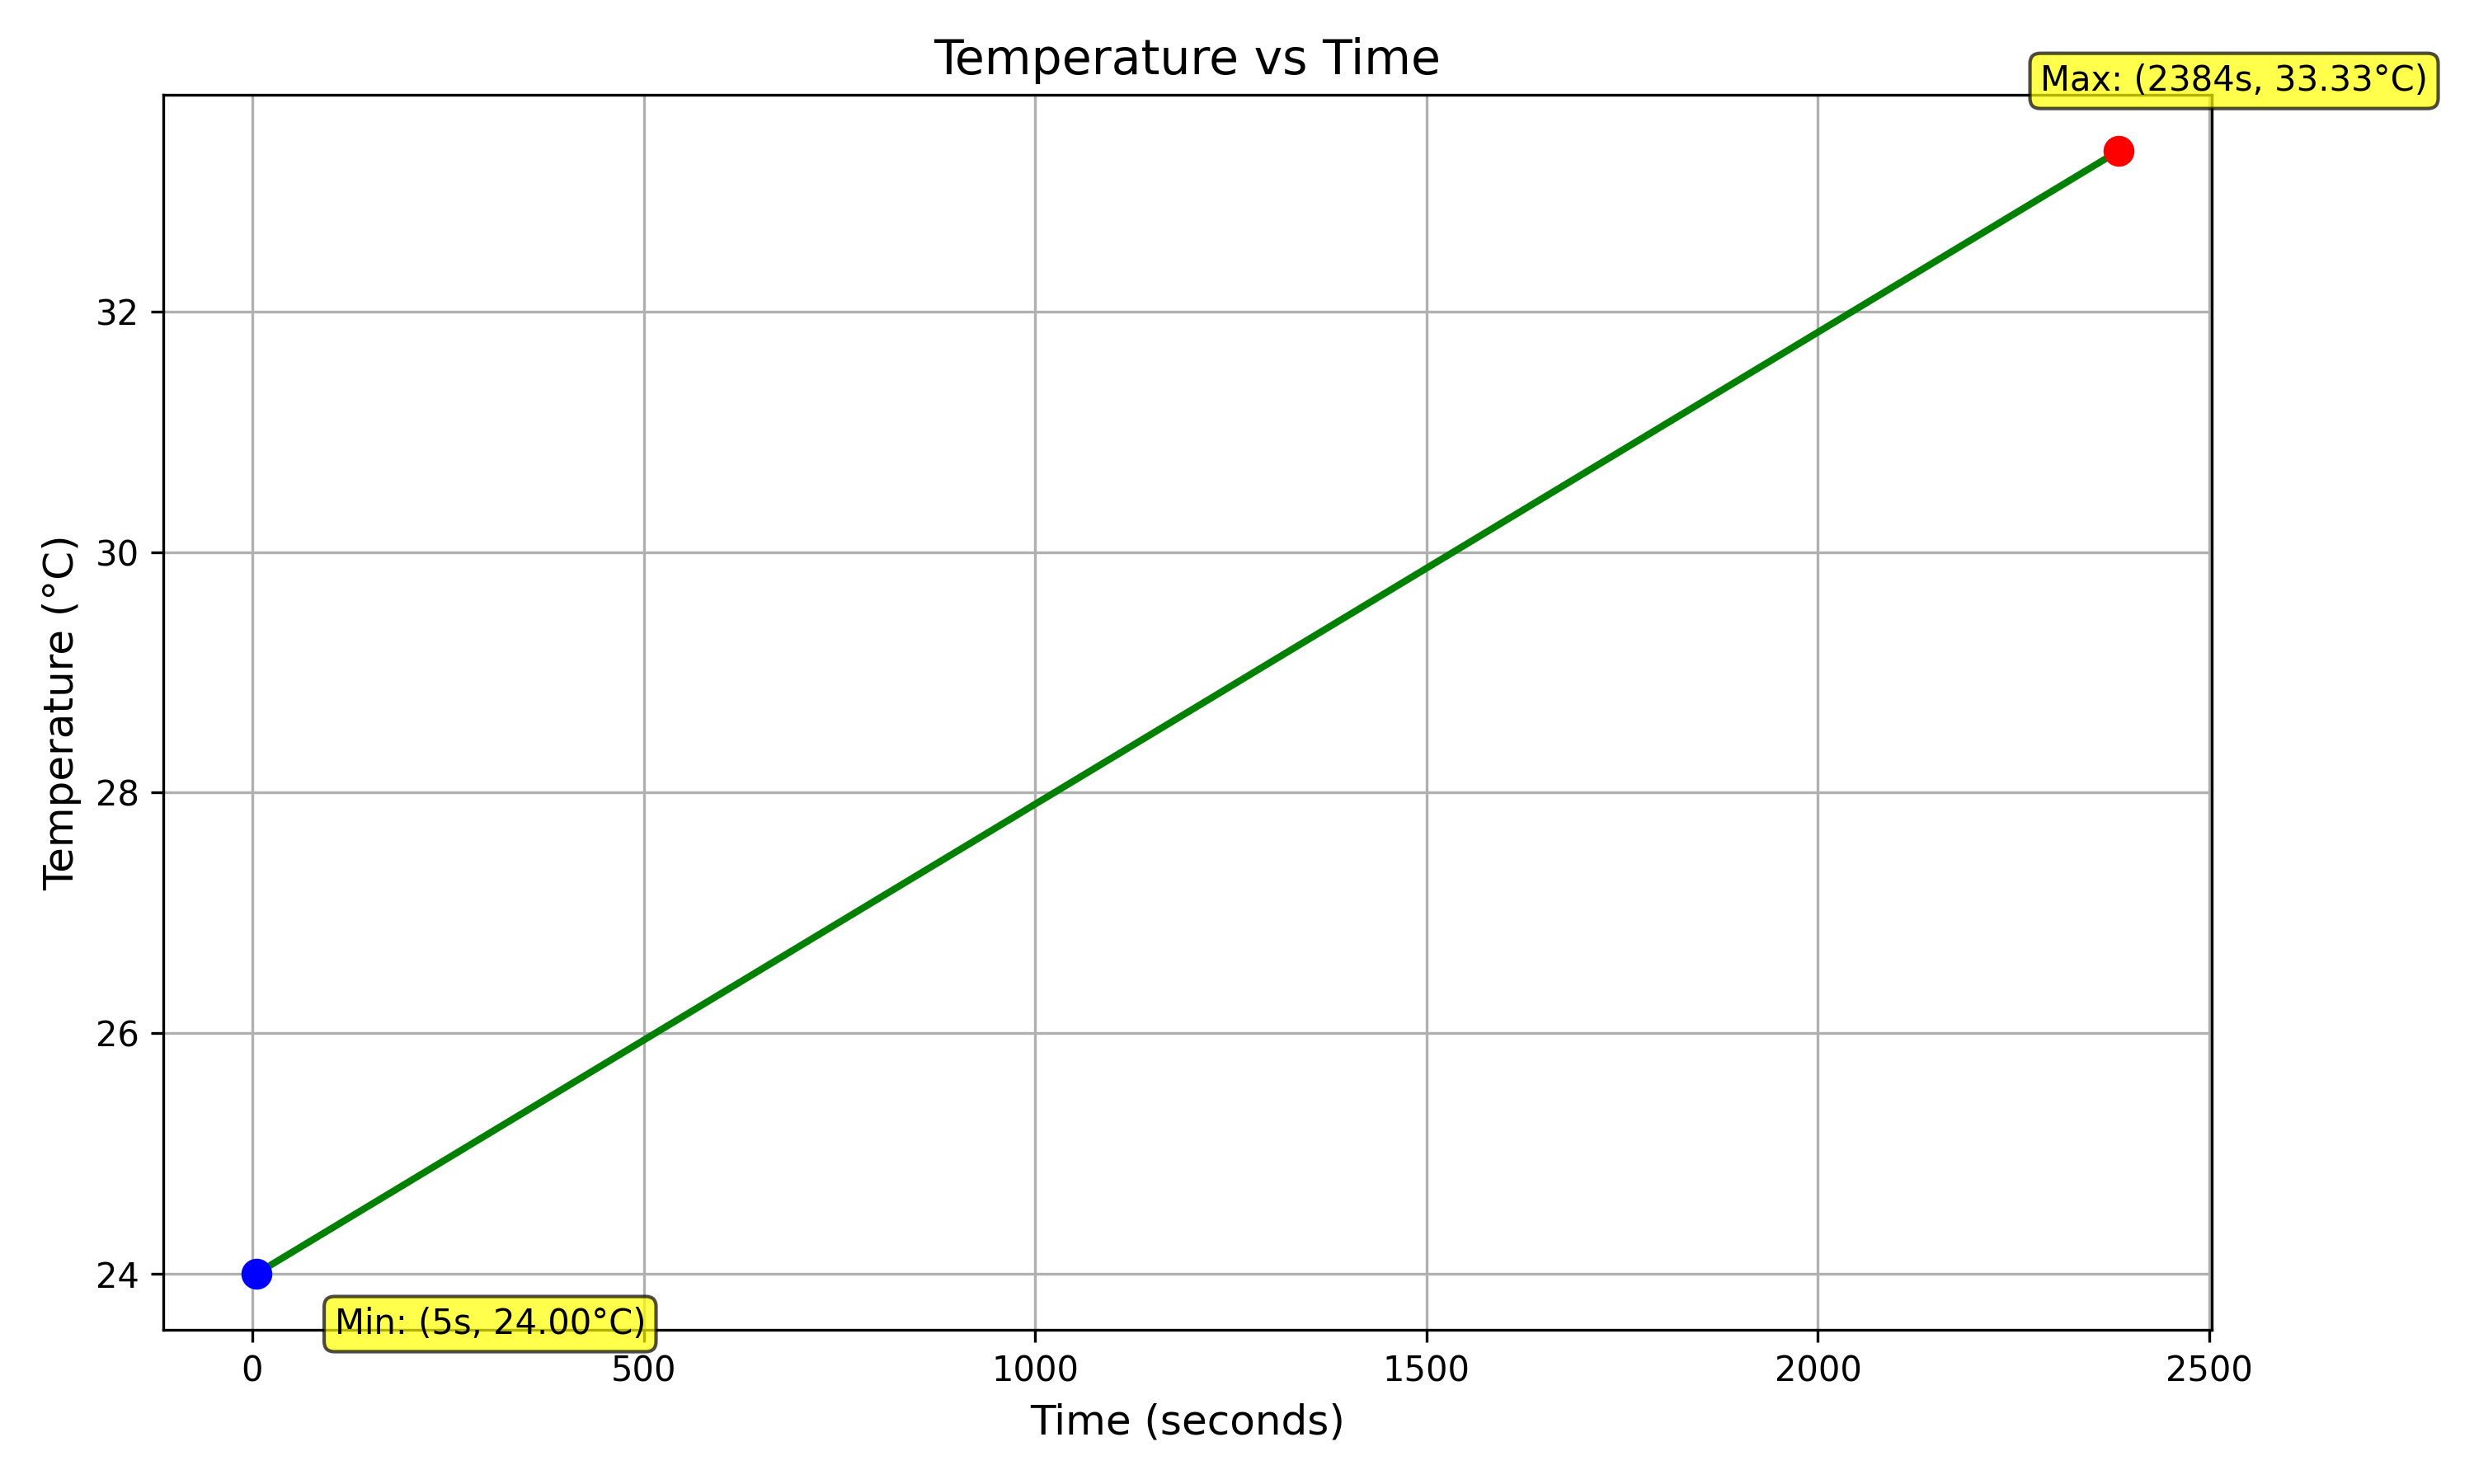 Temperature vs Time
Max: (2384s, 33.33°C)
32
30
28
26
24
Temperature (°C)
Min: (5s, 24.00°C)
0 500 1000 1500 2000 2500
Time (seconds)